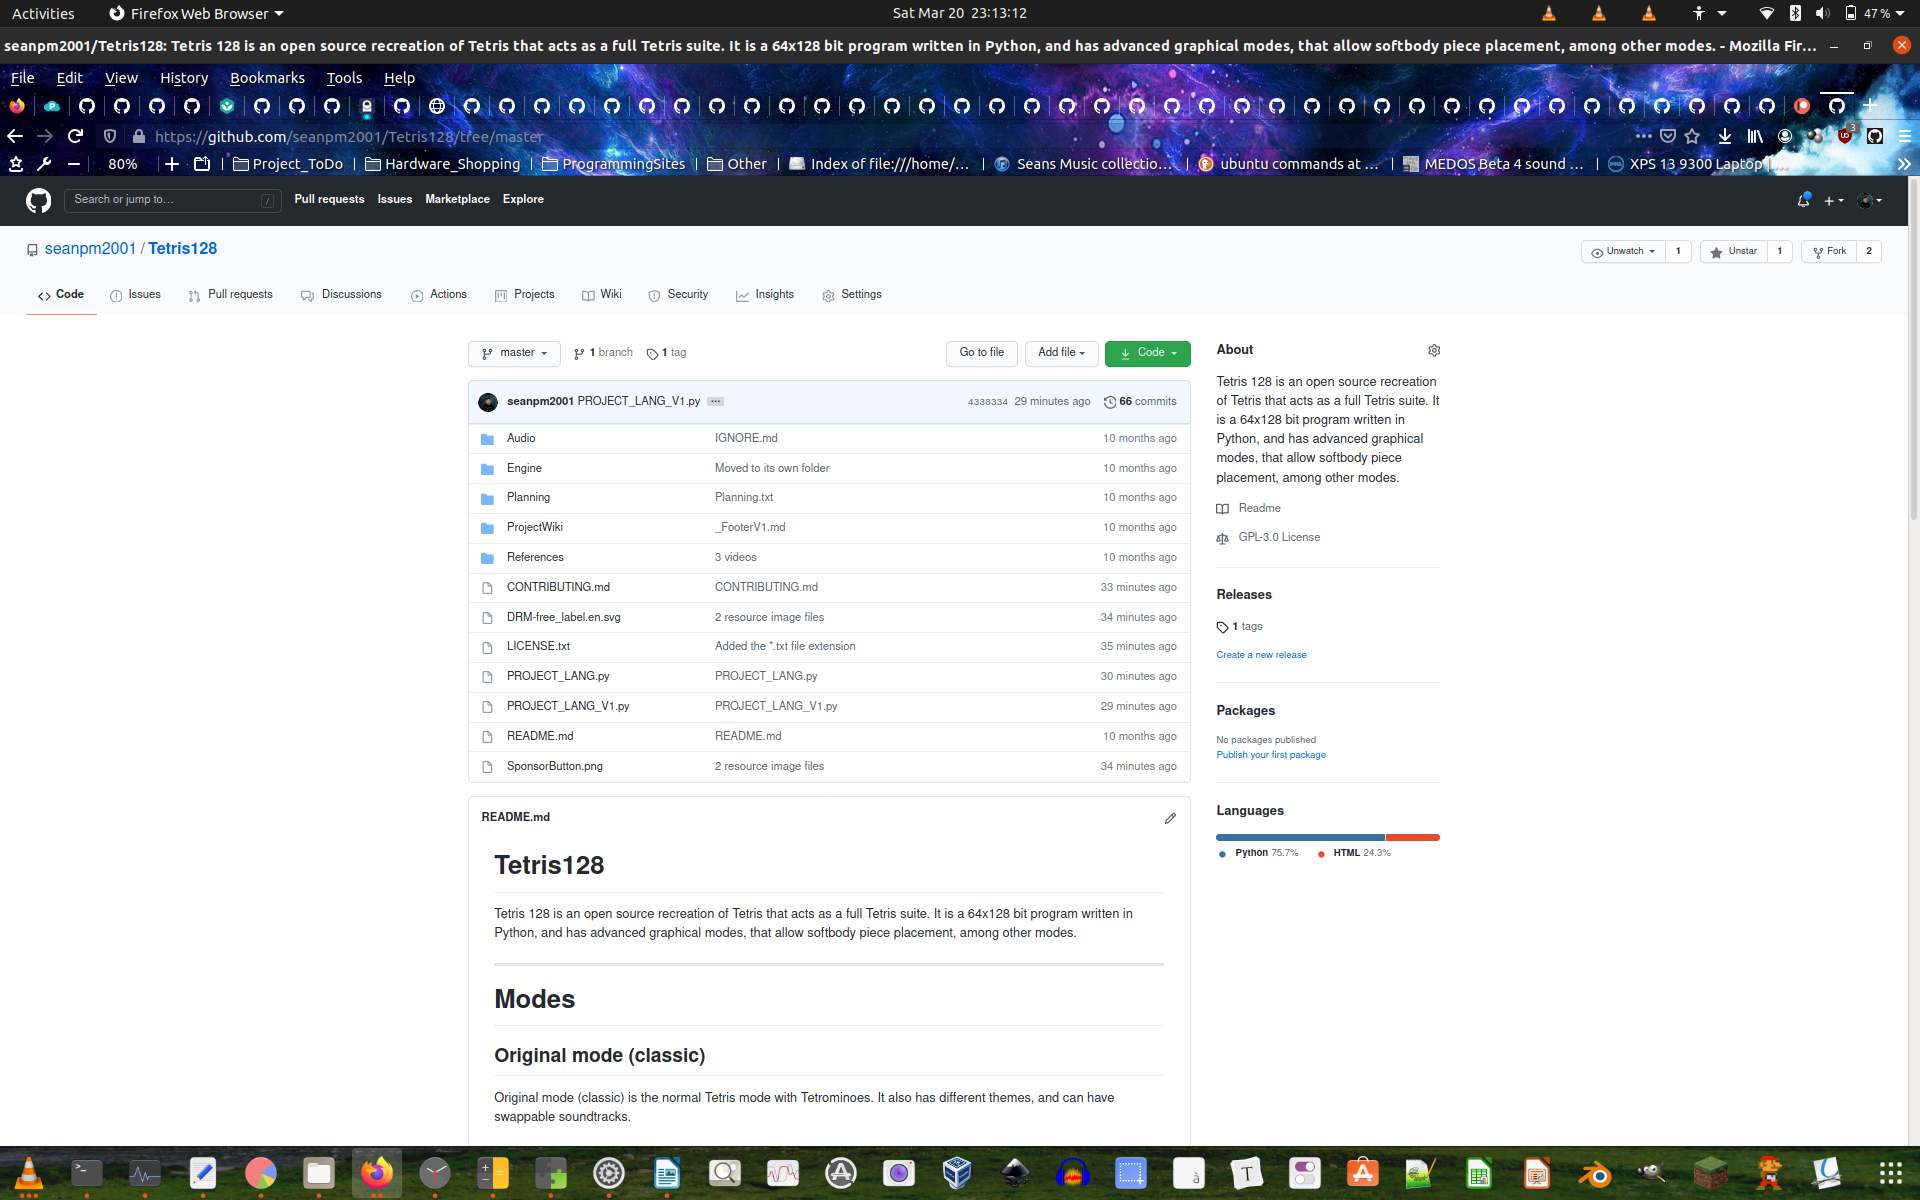 Activities
Firefox Web Browser
Sat Mar 20 23:13:12
47 %
seanpm2001/Tetris128: Tetris 128 is an open source recreation of Tetris that acts as a full Tetris suite. It is a 64x128 bit program written in Python, and has advanced graphical modes, that allow softbody piece placement, among other modes. - Mozilla Fir…
File Edit View History Bookmarks Tools Help
https://github.com/seanpm2001/Tetris128/tree/master
3
80%
Project_ToDo
Hardware_Shopping
ProgrammingSites
Other
Index of file:///home/…
Seans Music collectio…
ubuntu commands at …
MEDOS Beta 4 sound …
XPS 13 9300 Laptop |…
Search or jump to…
/
Pull requests Issues Marketplace Explore
seanpm2001 / Tetris128
Unwatch 1
Unstar 1
Fork 2
Code Issues Pull requests Discussions Actions Projects Wiki Security Insights Settings
master
1 branch
1 tag
Go to file
Add file
Code
seanpm2001 PROJECT_LANG_V1.py ...
4338334 29 minutes ago
66 commits
Audio IGNORE.md 10 months ago
Engine Moved to its own folder 10 months ago
Planning Planning.txt 10 months ago
ProjectWiki _FooterV1.md 10 months ago
References 3 videos 10 months ago
CONTRIBUTING.md CONTRIBUTING.md 33 minutes ago
DRM-free_label.en.svg 2 resource image files 34 minutes ago
LICENSE.txt Added the *.txt file extension 35 minutes ago
PROJECT_LANG.py PROJECT_LANG.py 30 minutes ago
PROJECT_LANG_V1.py PROJECT_LANG_V1.py 29 minutes ago
README.md README.md 10 months ago
SponsorButton.png 2 resource image files 34 minutes ago
README.md
Tetris128
Tetris 128 is an open source recreation of Tetris that acts as a full Tetris suite. It is a 64x128 bit program written in
Python, and has advanced graphical modes, that allow softbody piece placement, among other modes.
Modes
Original mode (classic)
Original mode (classic) is the normal Tetris mode with Tetrominoes. It also has different themes, and can have
swappable soundtracks.
About
Tetris 128 is an open source recreation
of Tetris that acts as a full Tetris suite. It
is a 64x128 bit program written in
Python, and has advanced graphical
modes, that allow softbody piece
placement, among other modes.
Readme
GPL-3.0 License
Releases
1 tags
Create a new release
Packages
No packages published
Publish your first package
Languages
Python 75.7%
HTML 24.3%